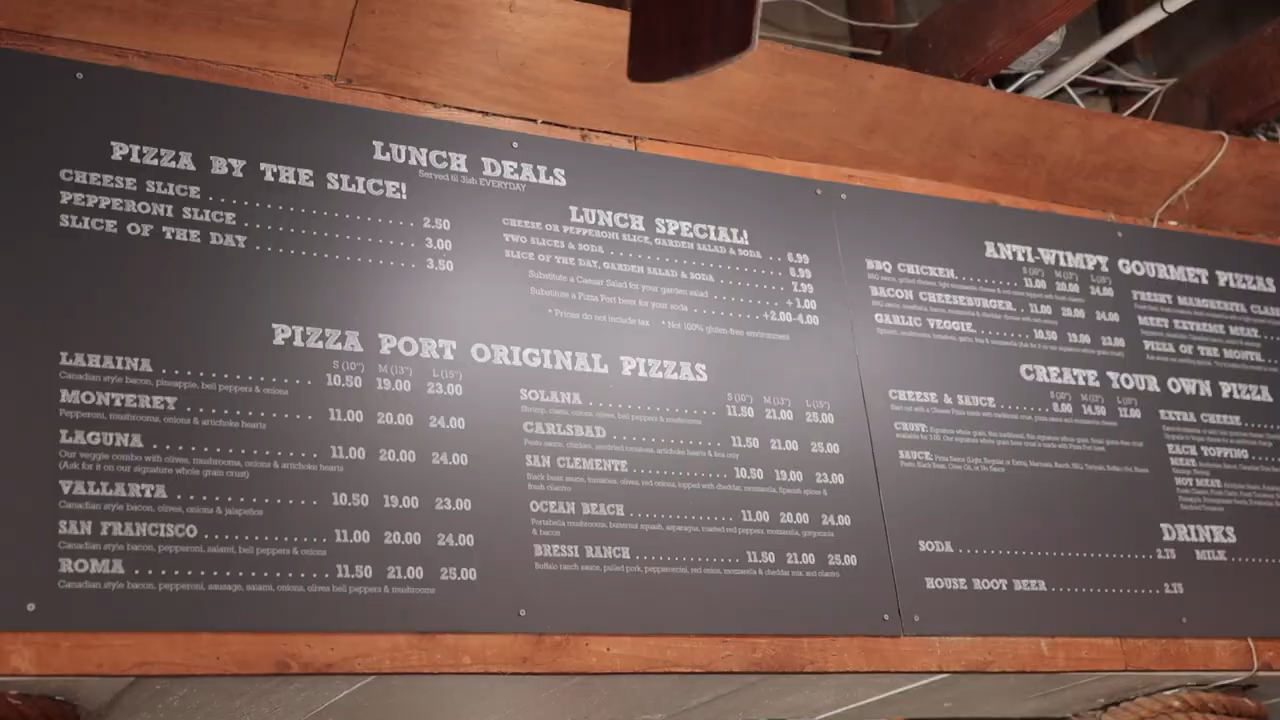 LUNCH DEALS
Served til 3ish EVERYDAY
PIZZA BY THE SLICE!
CHEESE SLICE 2.50
PEPPERONI SLICE 3.00
SLICE OF THE DAY 3.50
LUNCH SPECIAL!
CHEESE OR PEPPERONI SLICE, GARDEN SALAD & SODA 6.99
TWO SLICES & SODA 6.99
SLICE OF THE DAY, GARDEN SALAD & SODA 7.99
Substitute a Caesar Salad for your garden salad + 1.00
Substitute a Pizza Port beer for your soda +2.00-4.00
* Prices do not include tax * Not 100% gluten-free environment
PIZZA PORT ORIGINAL PIZZAS
S (10") M (13") L (15")
LAHAINA 10.50 19.00 23.00
Canadian style bacon, pineapple, bell peppers & onions
MONTEREY 11.00 20.00 24.00
Pepperoni, mushrooms, onions & artichoke hearts
LAGUNA 11.00 20.00 24.00
Our veggie combo with olives, mushrooms, onions & artichoke hearts
(Ask for it on our signature whole grain crust)
VALLARTA 10.50 19.00 23.00
Canadian style bacon, olives, onions & jalapeños
SAN FRANCISCO 11.00 20.00 24.00
Canadian style bacon, pepperoni, salami, bell peppers & onions
ROMA 11.50 21.00 25.00
Canadian style bacon, pepperoni, sausage, salami, onions, olives bell peppers & mushrooms
S (10") M (13") L (15")
SOLANA 11.50 21.00 25.00
Shrimp, clams, onions, olives, bell peppers & mushrooms
CARLSBAD 11.50 21.00 25.00
Pesto sauce, chicken, sundried tomatoes, artichoke hearts & feta only
SAN CLEMENTE 10.50 19.00 23.00
Black bean sauce, tomatoes, olives, red onions, topped with cheddar, mozzarella, Spanish spices &
fresh cilantro
OCEAN BEACH 11.00 20.00 24.00
Portabella mushrooms, butternut squash, asparagus, roasted red pepper, mozzarella, gorgonzola
& bacon
BRESSI RANCH 11.50 21.00 25.00
Buffalo ranch sauce, pulled pork, pepperoncini, red onion, mozzarella & cheddar mix, and cilantro
ANTI-WIMPY GOURMET PIZZAS
S (10") M (13") L (15")
BBQ CHICKEN 11.00 20.00 24.00
BACON CHEESEBURGER 11.00 20.00 24.00
GARLIC VEGGIE 10.50 19.00 23.00
FRESHY MARGHERITA
MEET EXTREME MEAT
PIZZA OF THE MONTH
CREATE YOUR OWN PIZZA
S (10") M (13") L (15")
CHEESE & SAUCE 8.00 14.50 17.00
CRUST:
SAUCE:
EXTRA CHEESE
EACH TOPPING
MEAT:
NOT MEAT:
DRINKS
SODA 2.75
MILK
HOUSE ROOT BEER 2.75